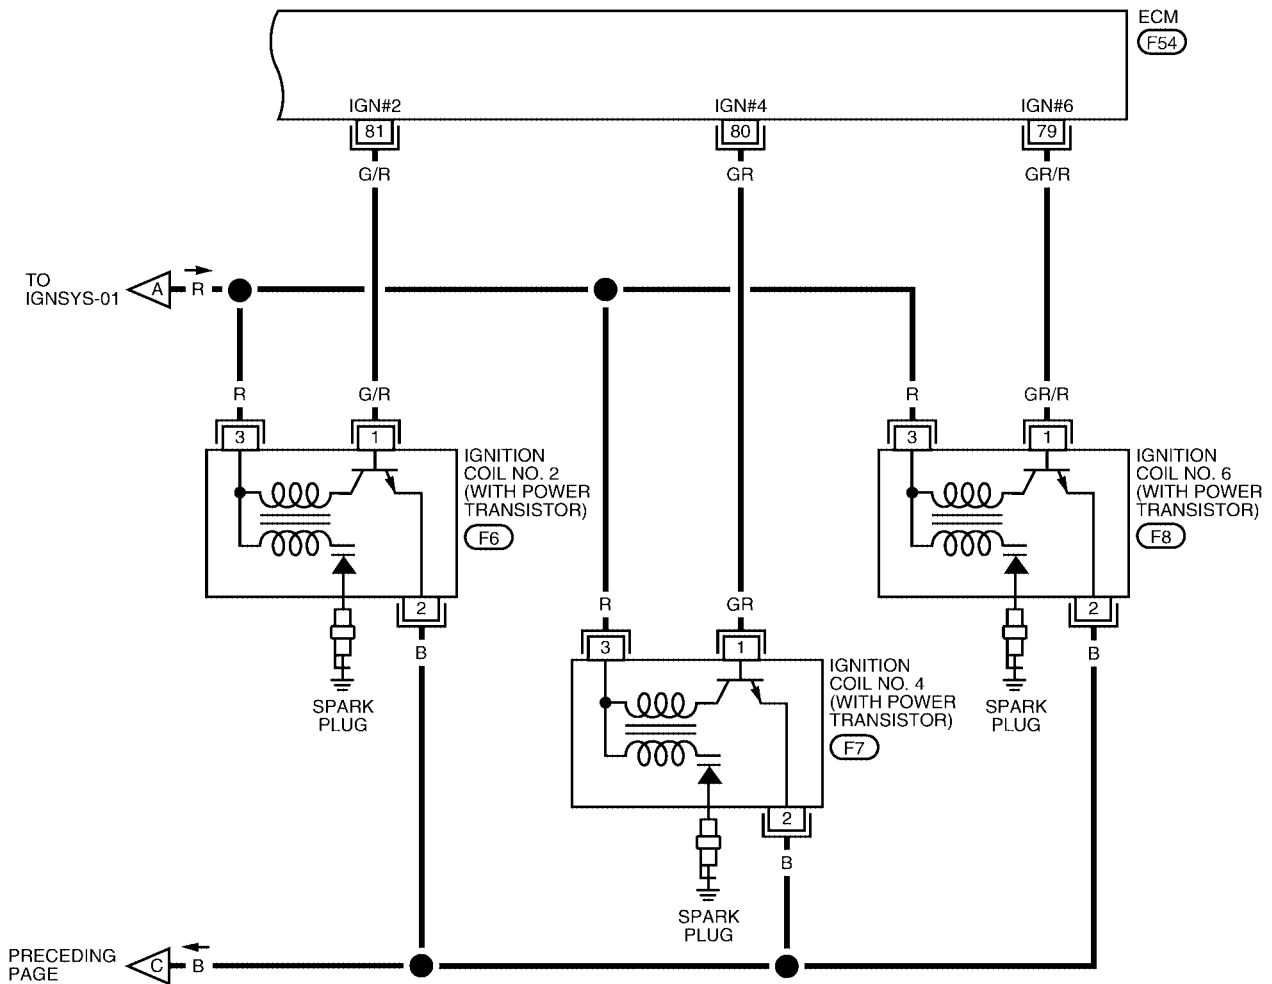 ECM
F54
IGN#2
IGN#4
IGN#6
81
80
79
G/R
GR
GR/R
TO
IGNSYS-01
A
R
R
G/R
R
GR/R
3
1
3
1
IGNITION
COIL NO. 2
(WITH POWER
TRANSISTOR)
F6
IGNITION
COIL NO. 6
(WITH POWER
TRANSISTOR)
F8
2
B
SPARK
PLUG
R
GR
3
1
IGNITION
COIL NO. 4
(WITH POWER
TRANSISTOR)
F7
2
B
SPARK
PLUG
2
B
SPARK
PLUG
PRECEDING
PAGE
C
B